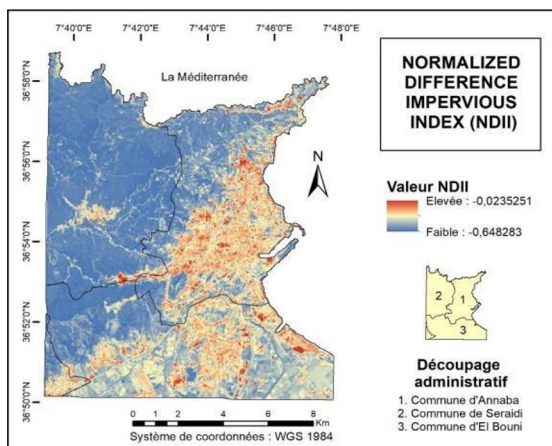 7°40'0"E 7°42'0"E 7°44'0"E 7°46'0"E 7°48'0"E
36°58'0"N
36°56'0"N
36°54'0"N
36°52'0"N
36°50'0"N
La Méditerranée
N
0 1 2 4 6 8
Km
Système de coordonnées : WGS 1984
NORMALIZED
DIFFERENCE
IMPERVIOUS
INDEX (NDII)
Valeur NDII
Elevée : -0,0235251
Faible : -0,648283
2
1
3
Découpage
administratif
1. Commune d'Annaba
2. Commune de Seraidi
3. Commune d'El Bouni